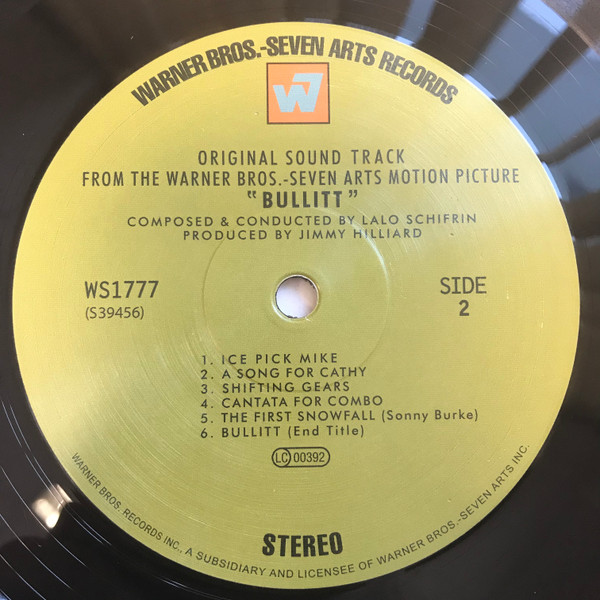 WARNER BROS.-SEVEN ARTS RECORDS
W7
ORIGINAL SOUND TRACK
FROM THE WARNER BROS.-SEVEN ARTS MOTION PICTURE
"BULLITT"
COMPOSED & CONDUCTED BY LALO SCHIFRIN
PRODUCED BY JIMMY HILLIARD
WS1777
(S39456)
SIDE
2
1. ICE PICK MIKE
2. A SONG FOR CATHY
3. SHIFTING GEARS
4. CANTATA FOR COMBO
5. THE FIRST SNOWFALL (Sonny Burke)
6. BULLITT (End Title)
LC 00392
STEREO
WARNER BROS. RECORDS INC., A SUBSIDIARY AND LICENSEE OF WARNER BROS.-SEVEN ARTS INC.